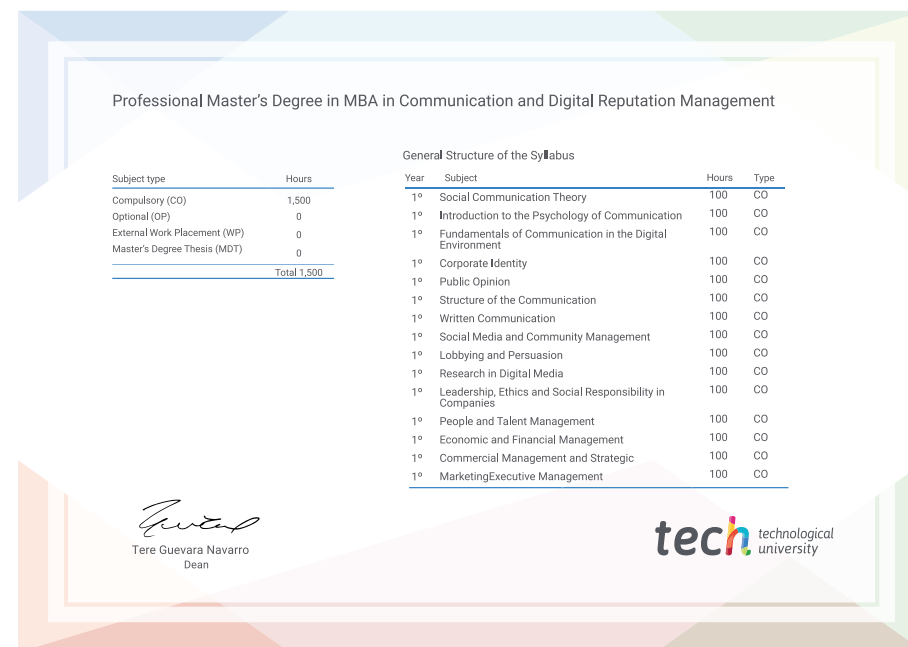 Professional Master's Degree in MBA in Communication and Digital Reputation Management
Subject type Hours
Compulsory (CO) 1,500
Optional (OP) 0
External Work Placement (WP) 0
Master's Degree Thesis (MDT) 0
Total 1,500
General Structure of the Syllabus
Year Subject Hours Type
1º Social Communication Theory 100 CO
1º Introduction to the Psychology of Communication 100 CO
1º Fundamentals of Communication in the Digital 100 CO
Environment
1º Corporate Identity 100 CO
1º Public Opinion 100 CO
1º Structure of the Communication 100 CO
1º Written Communication 100 CO
1º Social Media and Community Management 100 CO
1º Lobbying and Persuasion 100 CO
1º Research in Digital Media 100 CO
1º Leadership, Ethics and Social Responsibility in 100 CO
Companies
1º People and Talent Management 100 CO
1º Economic and Financial Management 100 CO
1º Commercial Management and Strategic 100 CO
1º MarketingExecutive Management 100 CO
Tere Guevara Navarro
Dean
tech technological
university